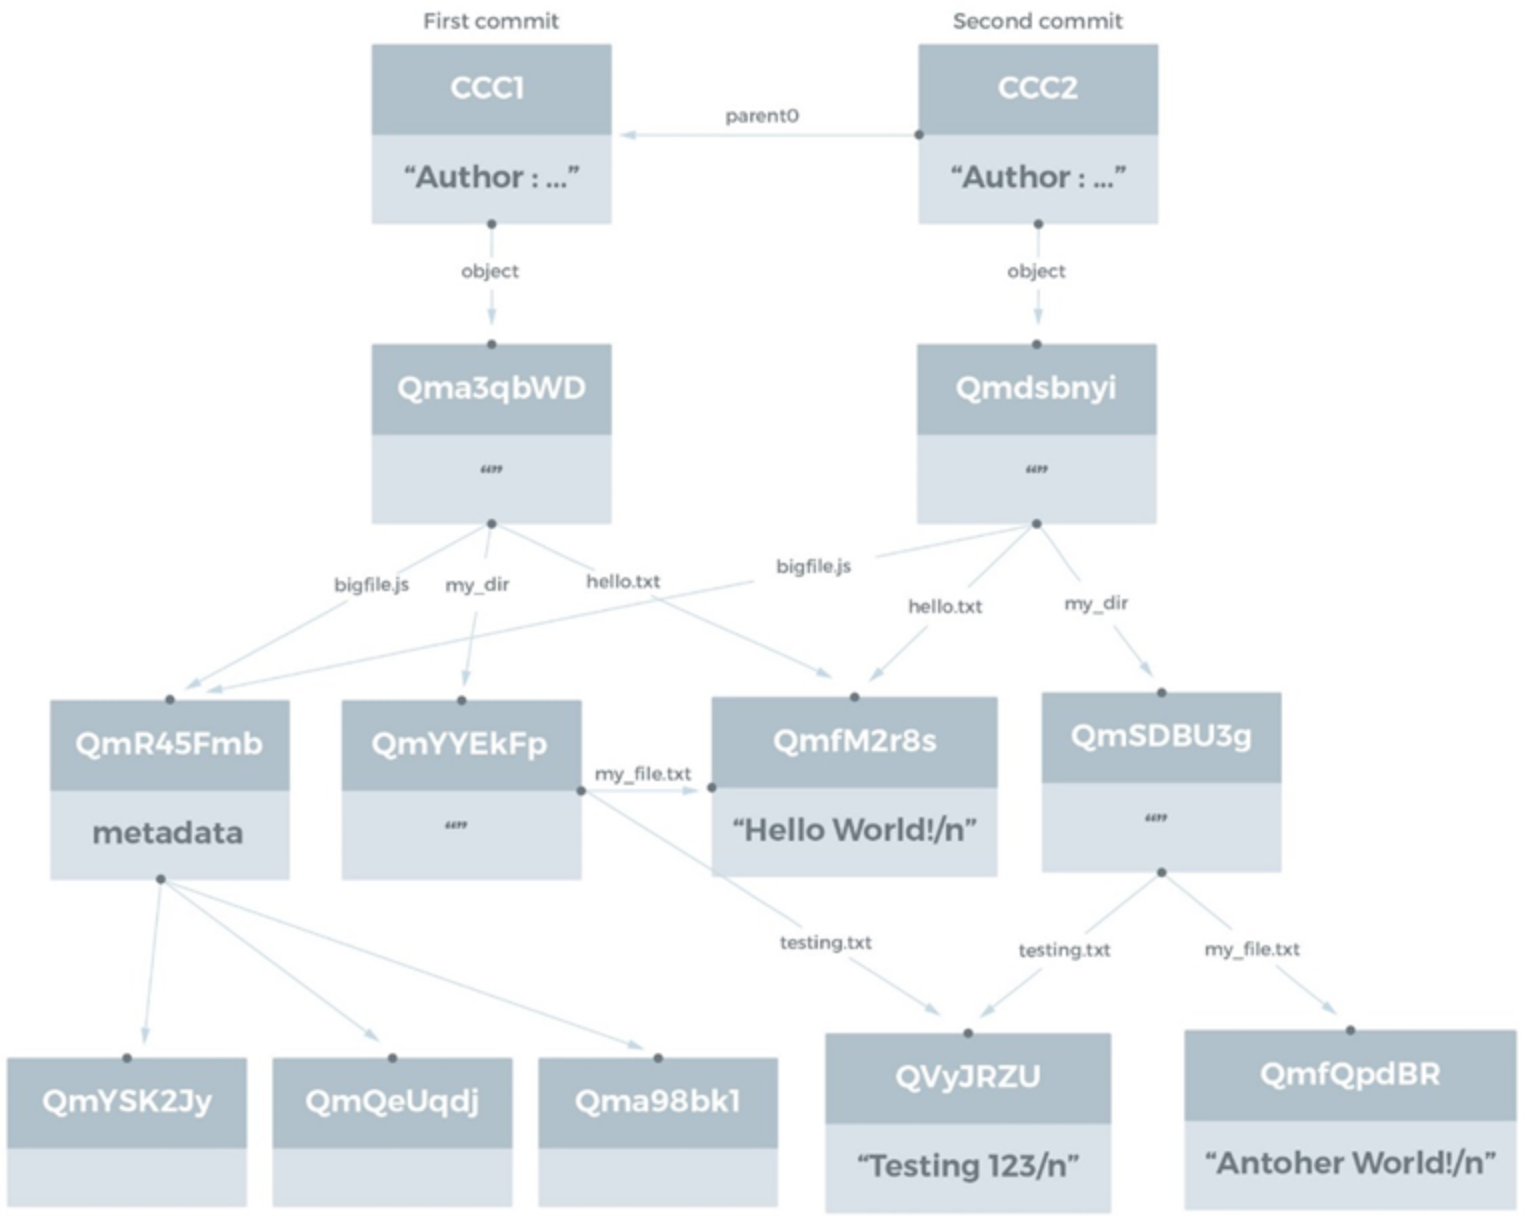 First commit
Second commit
CCC1
CCC2
parent0
“Author : ...”
“Author : ...”
object
object
Qma3qbWD
Qmdsbnyi
“”
“”
bigfile.js
my_dir
hello.txt
bigfile.js
hello.txt
my_dir
QmR45Fmb
QmYYEkFp
QmfM2r8s
QmSDBU3g
my_file.txt
metadata
“”
“Hello World!/n”
“”
testing.txt
testing.txt
my_file.txt
QmYSK2Jy
QmQeUqdj
Qma98bk1
QVyJRZU
QmfQpdBR
“Testing 123/n”
“Antoher World!/n”